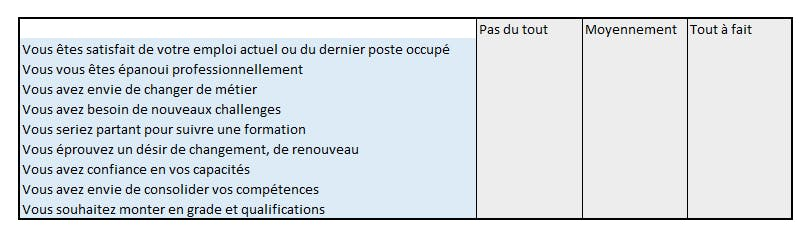 Pas du tout Moyennement Tout à fait
Vous êtes satisfait de votre emploi actuel ou du dernier poste occupé
Vous vous êtes épanoui professionnellement
Vous avez envie de changer de métier
Vous avez besoin de nouveaux challenges
Vous seriez partant pour suivre une formation
Vous éprouvez un désir de changement, de renouveau
Vous avez confiance en vos capacités
Vous avez envie de consolider vos compétences
Vous souhaitez monter en grade et qualifications